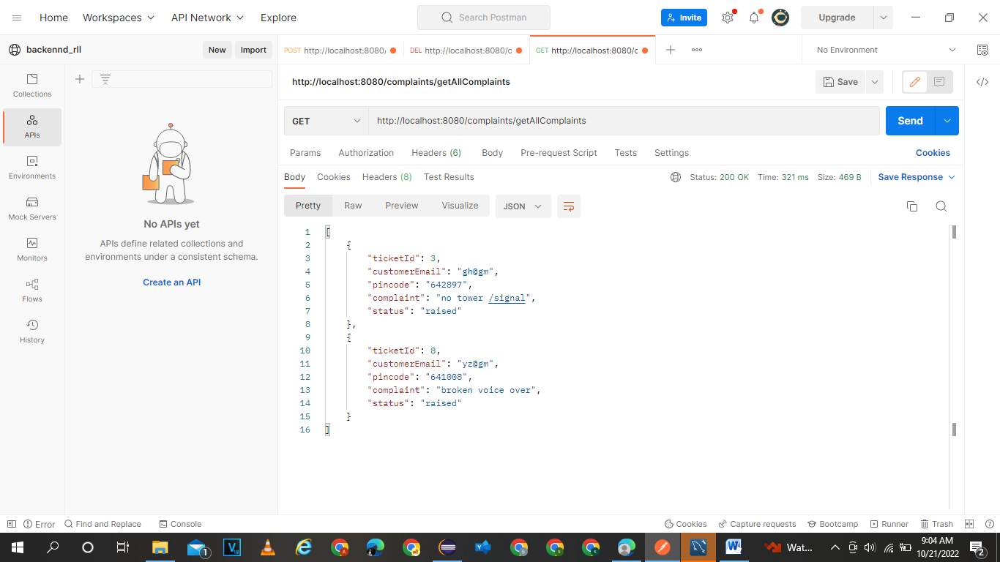 Home Workspaces API Network Explore Search Postman Invite Upgrade
backennd_rll New Import POST http://localhost:8080/ DEL http://localhost:8080/c GET http://localhost:8080/c No Environment
Collections
APIs
Environments
Mock Servers
Monitors
Flows
History
No APIs yet
APIs define related collections and
environments under a consistent schema.
Create an API
http://localhost:8080/complaints/getAllComplaints Save
GET http://localhost:8080/complaints/getAllComplaints Send
Params Authorization Headers (6) Body Pre-request Script Tests Settings Cookies
Body Cookies Headers (8) Test Results Status: 200 OK Time: 321 ms Size: 469 B Save Response
Pretty Raw Preview Visualize JSON
1 [
2 {
3 "ticketId": 3,
4 "customerEmail": "gh@gm",
5 "pincode": "642897",
6 "complaint": "no tower /signal",
7 "status": "raised"
8 },
9 {
10 "ticketId": 8,
11 "customerEmail": "yz@gm",
12 "pincode": "641008",
13 "complaint": "broken voice over",
14 "status": "raised"
15 }
16 ]
Error Find and Replace Console Cookies Capture requests Bootcamp Runner Trash
Wat... 9:04 AM
10/21/2022